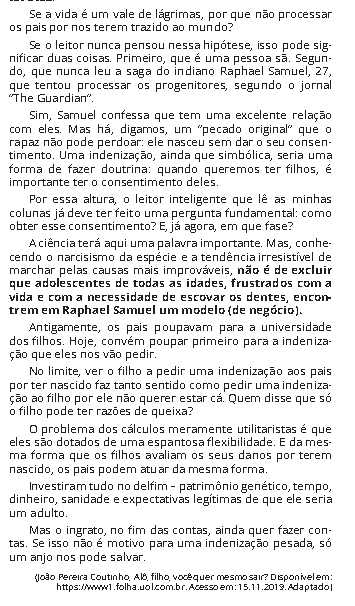 Se a vida é um vale de lágrimas, por que não processar
os pais por nos terem trazido ao mundo?
Se o leitor nunca pensou nessa hipótese, isso pode sig-
nificar duas coisas. Primeiro, que é uma pessoa sã. Segun-
do, que nunca leu a saga do indiano Raphael Samuel, 27,
que tentou processar os progenitores, segundo o jornal
“The Guardian”.
Sim, Samuel confessa que tem uma excelente relação
com eles. Mas há, digamos, um “pecado original” que o
rapaz não pode perdoar: ele nasceu sem dar o seu consen-
timento. Uma indenização, ainda que simbólica, seria uma
forma de fazer doutrina: quando queremos ter filhos, é
importante ter o consentimento deles.
Por essa altura, o leitor inteligente que lê as minhas
colunas já deve ter feito uma pergunta fundamental: como
obter esse consentimento? E, já agora, em que fase?
A ciência terá aqui uma palavra importante. Mas, conhe-
cendo o narcisismo da espécie e a tendência irresistível de
marchar pelas causas mais improváveis, não é de excluir
que adolescentes de todas as idades, frustrados com a
vida e com a necessidade de escovar os dentes, encon-
trem em Raphael Samuel um modelo (de negócio).
Antigamente, os pais poupavam para a universidade
dos filhos. Hoje, convém poupar primeiro para a indeniza-
ção que eles nos vão pedir.
No limite, ver o filho a pedir uma indenização aos pais
por ter nascido faz tanto sentido como pedir uma indeniza-
ção ao filho por ele não querer estar cá. Quem disse que só
o filho pode ter razões de queixa?
O problema dos cálculos meramente utilitaristas é que
eles são dotados de uma espantosa flexibilidade. E da mes-
ma forma que os filhos avaliam os seus danos por terem
nascido, os pais podem atuar da mesma forma.
Investiram tudo no delfim – patrimônio genético, tempo,
dinheiro, sanidade e expectativas legítimas de que ele seria
um adulto.
Mas o ingrato, no fim das contas, ainda quer fazer con-
tas. Se isso não é motivo para uma indenização pesada, só
um anjo nos pode salvar.
(João Pereira Coutinho, Alô, filho, você quer mesmo sair? Disponível em:
https://www1.folha.uol.com.br. Acesso em: 15.11.2019. Adaptado)